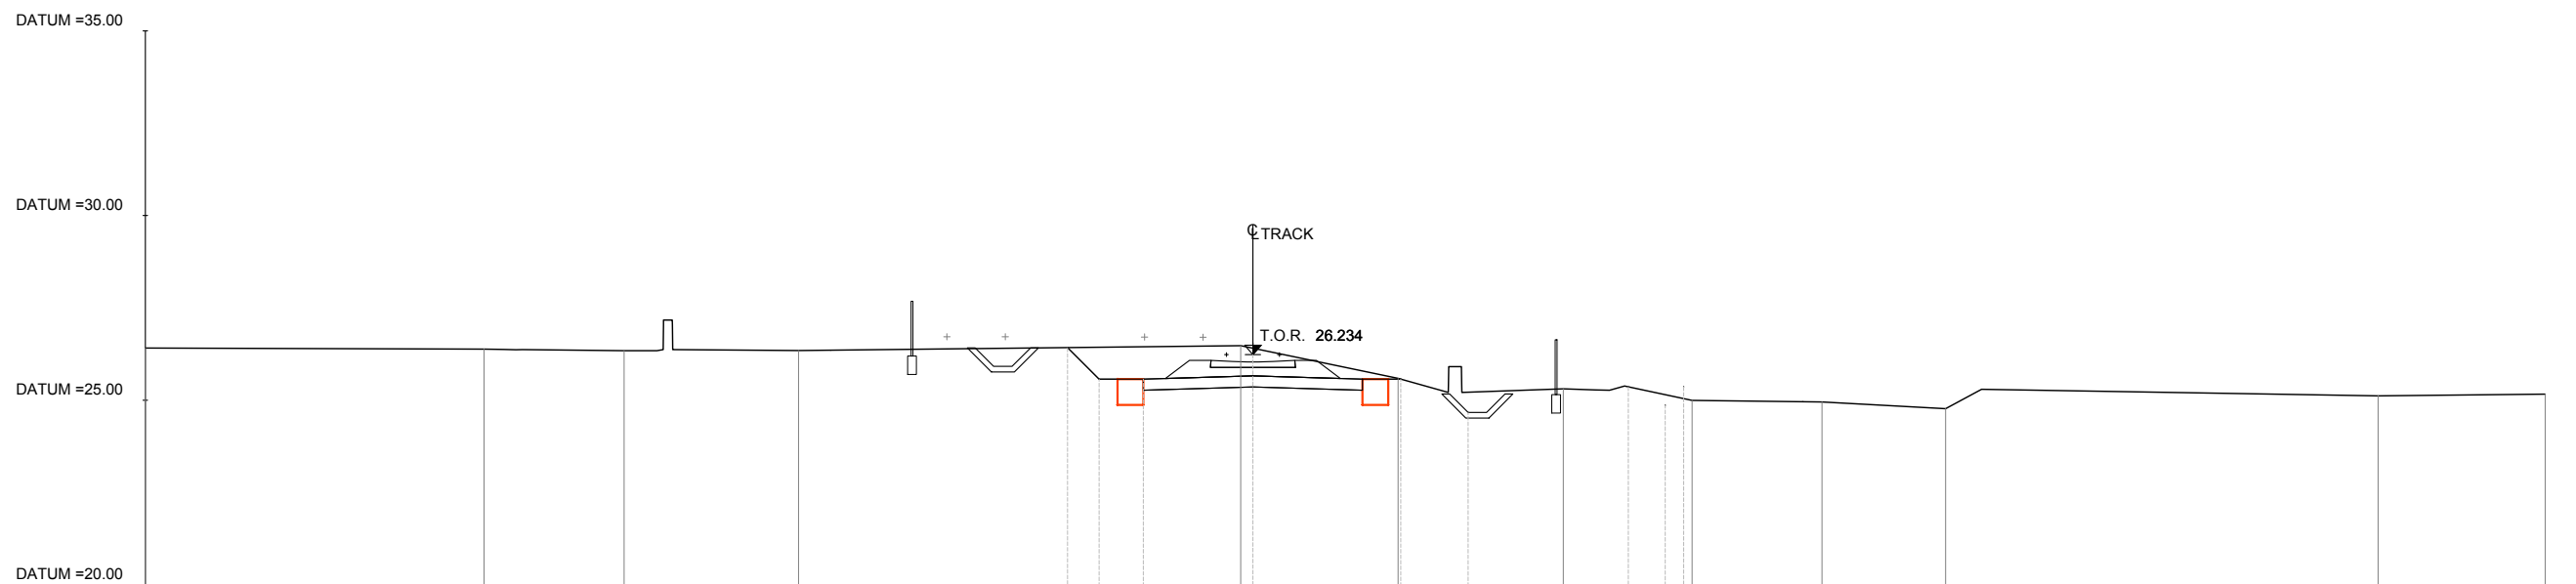 DATUM =35.00
DATUM =30.00
℄ TRACK
T.O.R. 26.234
DATUM =25.00
DATUM =20.00